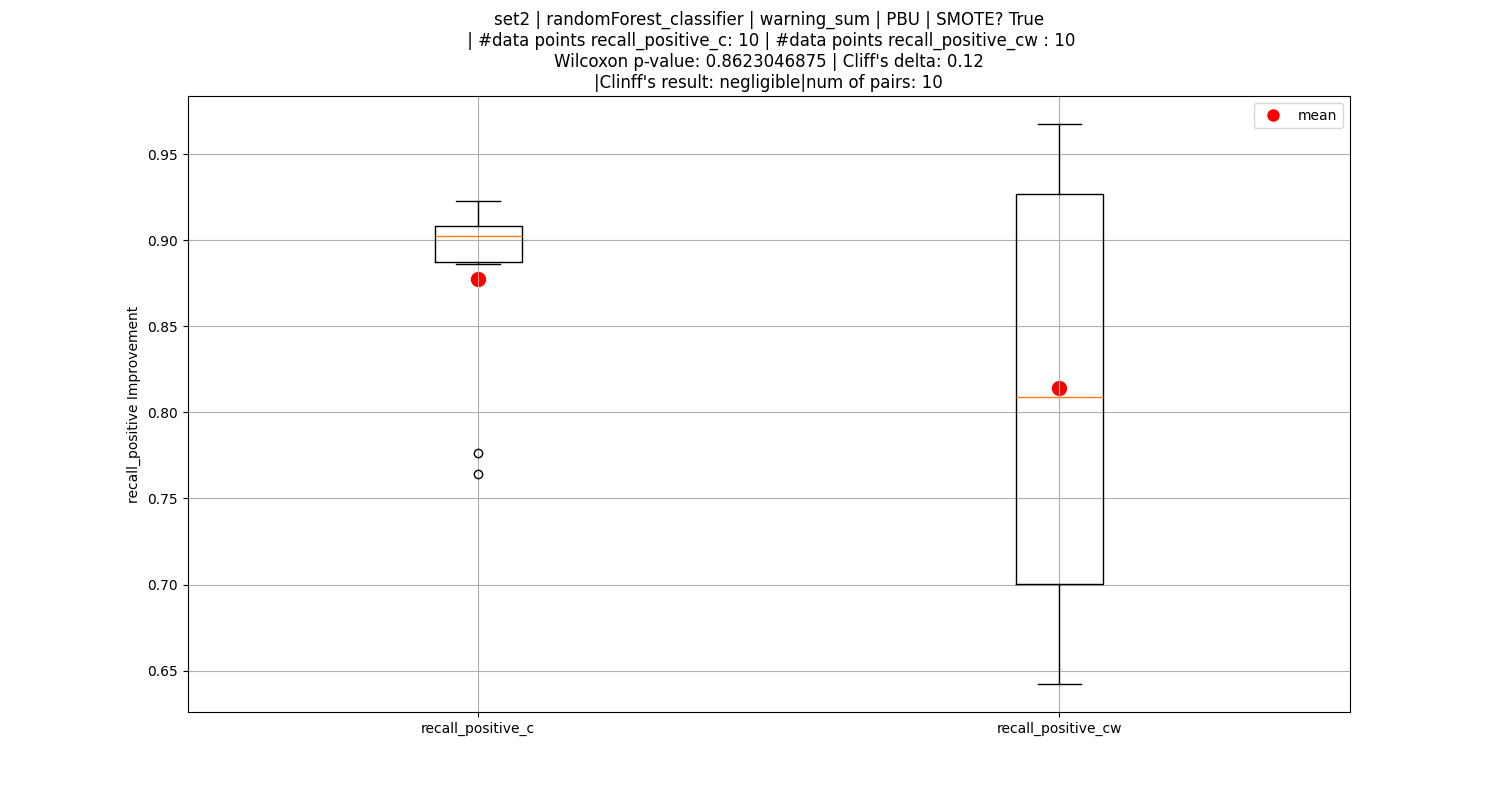 set2 | randomForest_classifier | warning_sum | PBU | SMOTE? True
| #data points recall_positive_c: 10 | #data points recall_positive_cw : 10
Wilcoxon p-value: 0.8623046875 | Cliff's delta: 0.12
|Clinff's result: negligible|num of pairs: 10
mean
recall_positive Improvement
0.95
0.90
0.85
0.80
0.75
0.70
0.65
recall_positive_c
recall_positive_cw